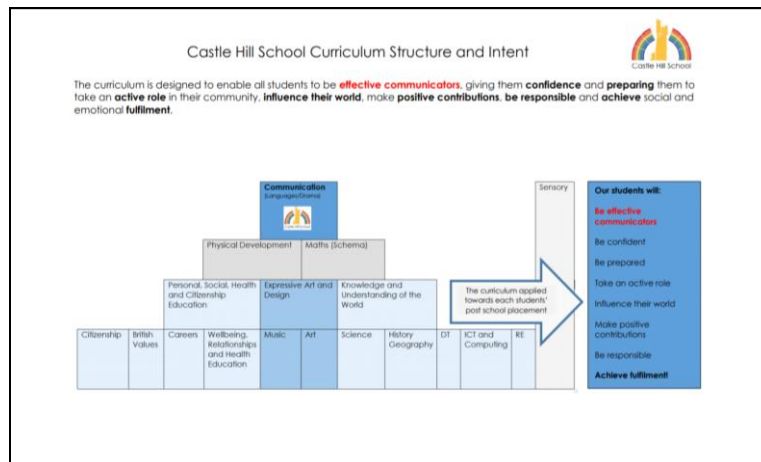 Castle Hill School Curriculum Structure and Intent
Castle Hill School
The curriculum is designed to enable all students to be effective communicators, giving them confidence and preparing them to
take an active role in their community, influence their world, make positive contributions, be responsible and achieve social and
emotional fulfilment.
Communication
(Languages/Drama)
Sensory
Physical Development
Maths (Schema)
Personal, Social, Health
and Citizenship
Education
Expressive Art and
Design
Knowledge and
Understanding of the
World
The curriculum applied
towards each students'
post school placement
Citizenship
British
Values
Careers
Wellbeing,
Relationships
and Health
Education
Music
Art
Science
History
Geography
DT
ICT and
Computing
RE
Our students will:
Be effective
communicators
Be confident
Be prepared
Take an active role
Influence their world
Make positive
contributions
Be responsible
Achieve fulfilment!